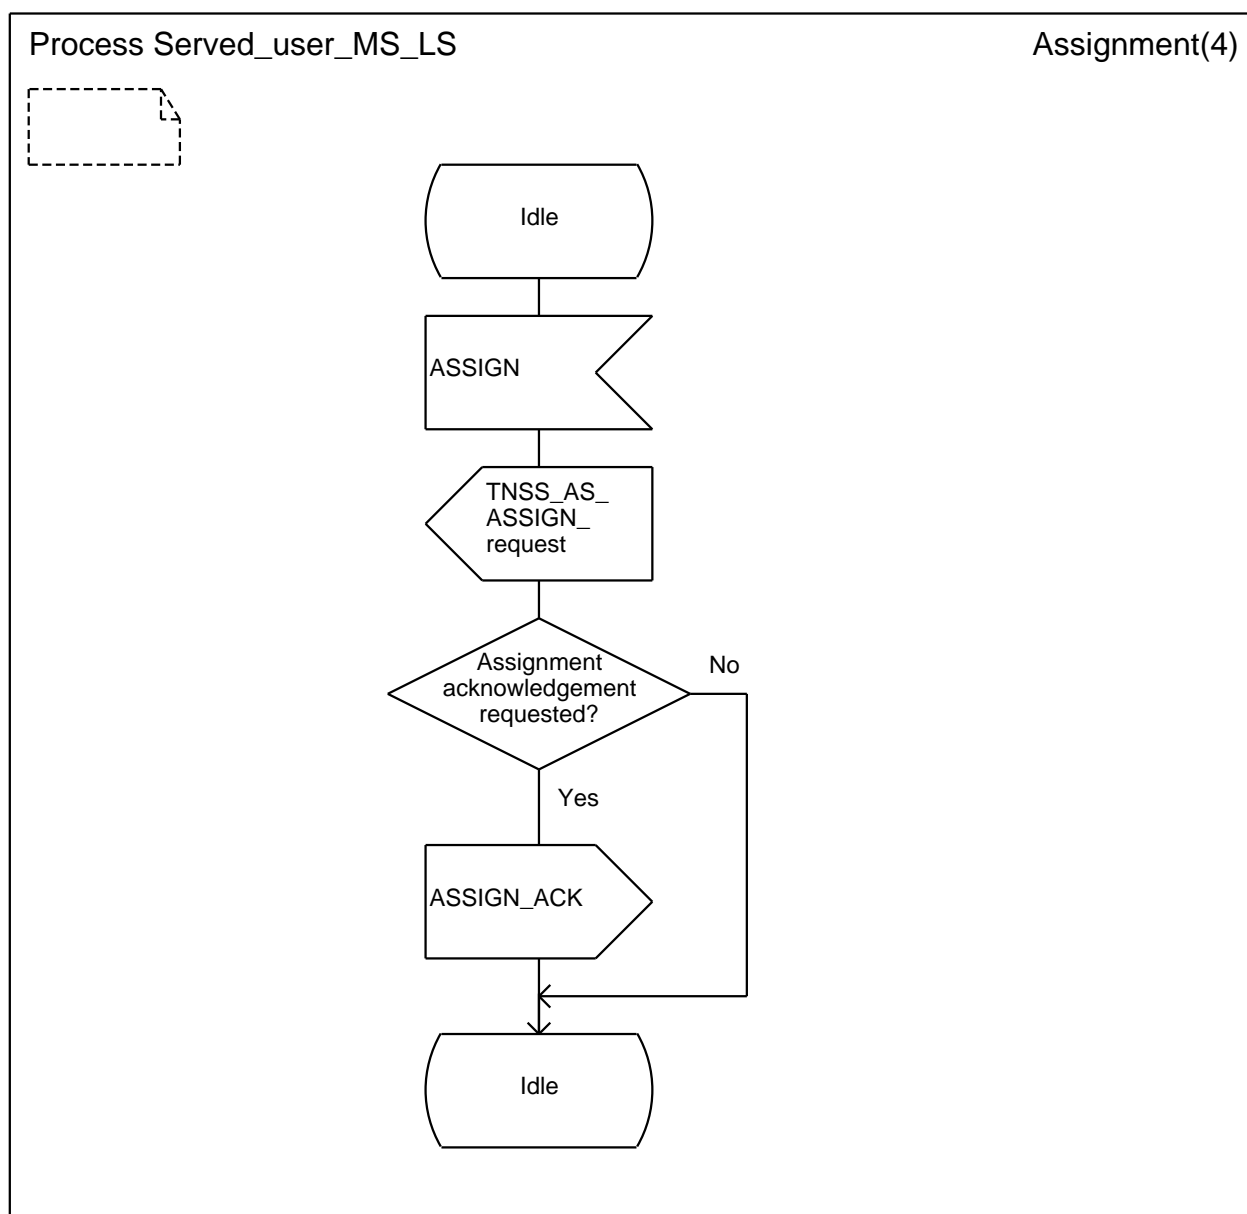 Process Served_user_MS_LS
Assignment(4)
Idle
ASSIGN
TNSS_AS_
ASSIGN_
request
Assignment
acknowledgement
requested?
No
Yes
ASSIGN_ACK
Idle